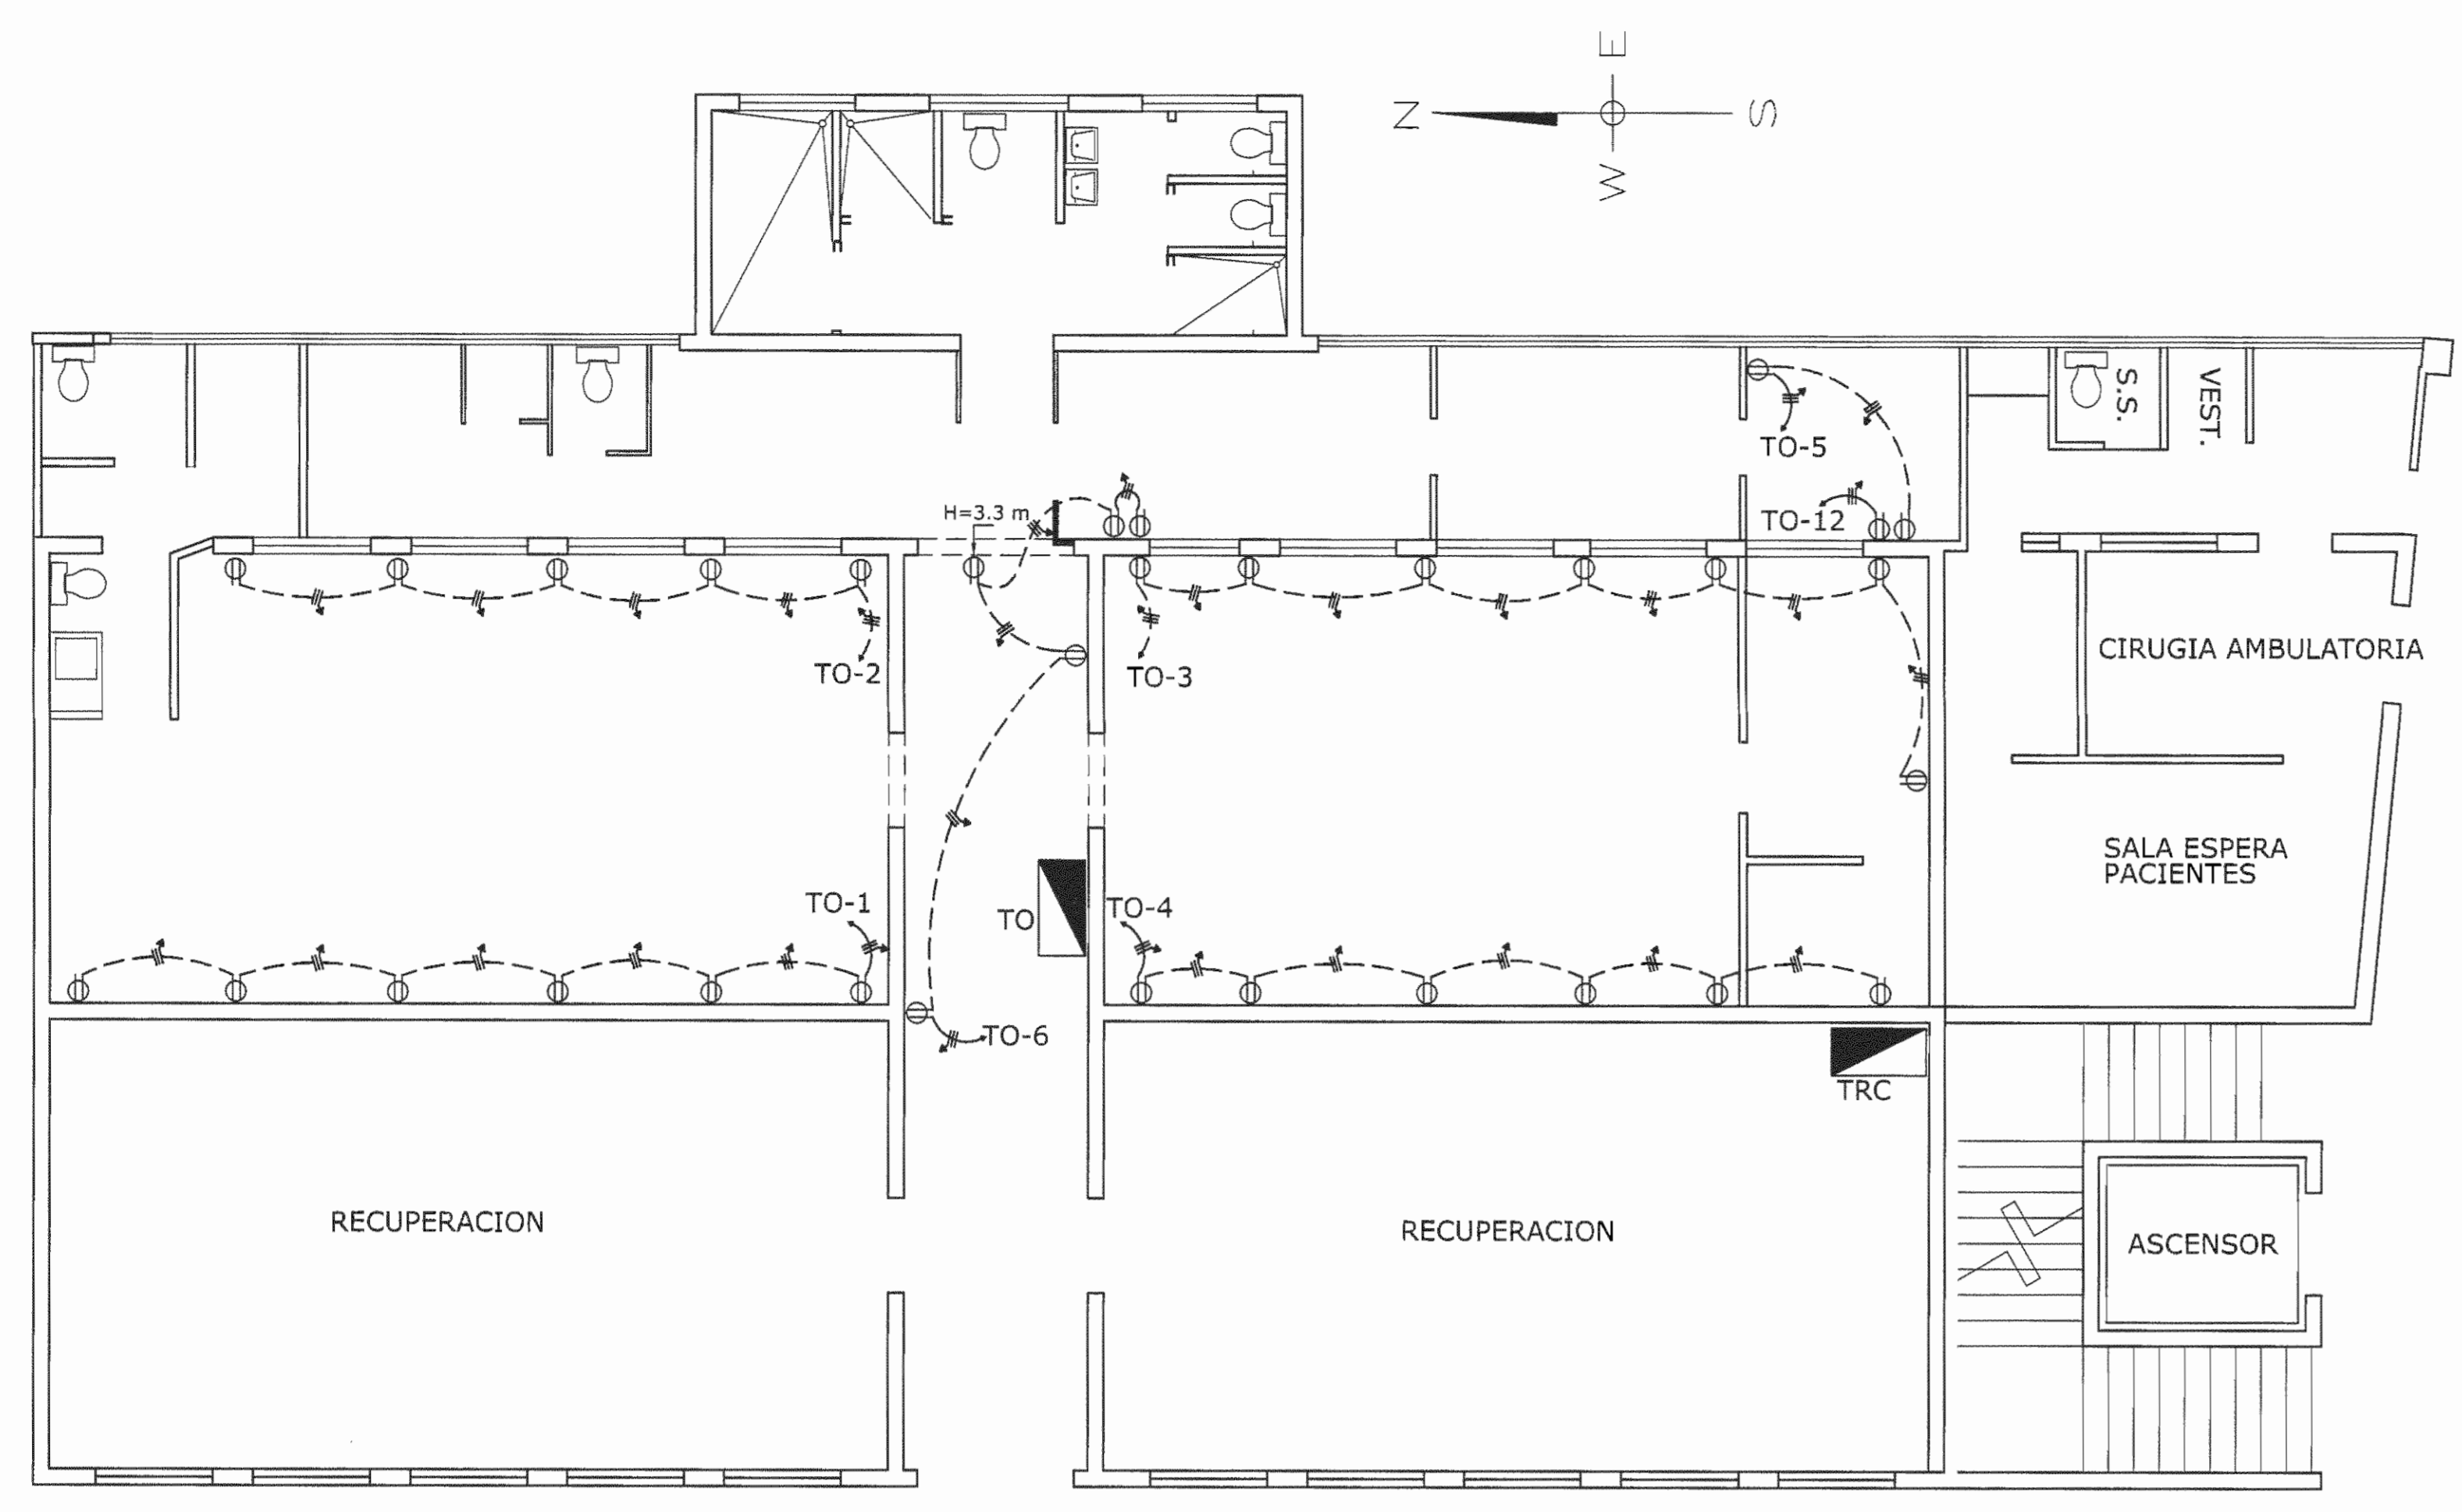 E
N
S
W
S.S.
VEST.
TO-5
H=3.3 m
TO-12
TO-2
TO-3
CIRUGIA AMBULATORIA
SALA ESPERA
PACIENTES
TO-1
TO
TO-4
TO-6
TRC
RECUPERACION
RECUPERACION
ASCENSOR